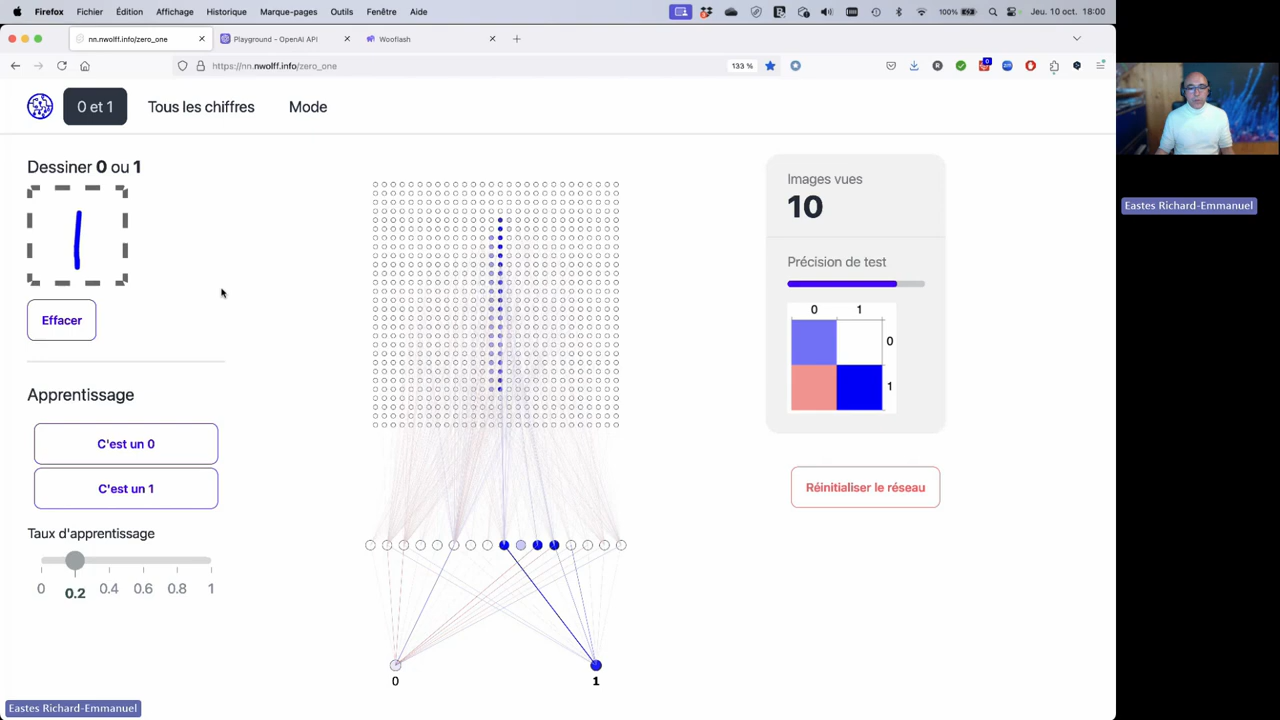 Firefox Fichier Édition Affichage Historique Marque-pages Outils Fenêtre Aide 100% Jeu. 10 oct. 18:00
nn.nwolff.info/zero_one Playground - OpenAI API Wooflash
https://nn.nwolff.info/zero_one 133 %
0 et 1 Tous les chiffres Mode
Dessiner 0 ou 1
Effacer
Apprentissage
C'est un 0
C'est un 1
Taux d'apprentissage
0 0.2 0.4 0.6 0.8 1
0 1
Images vues
10
Précision de test
0 1
0
1
Réinitialiser le réseau
Eastes Richard-Emmanuel
Eastes Richard-Emmanuel